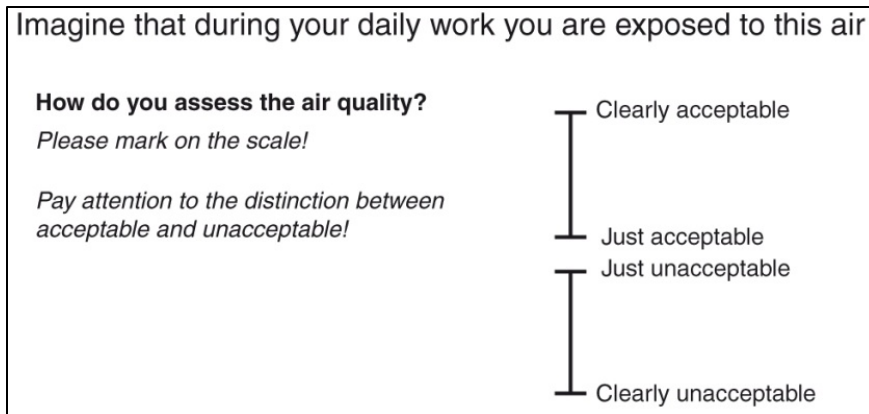 Imagine that during your daily work you are exposed to this air
How do you assess the air quality?
Please mark on the scale!
Pay attention to the distinction between
acceptable and unacceptable!
Clearly acceptable
Just acceptable
Just unacceptable
Clearly unacceptable